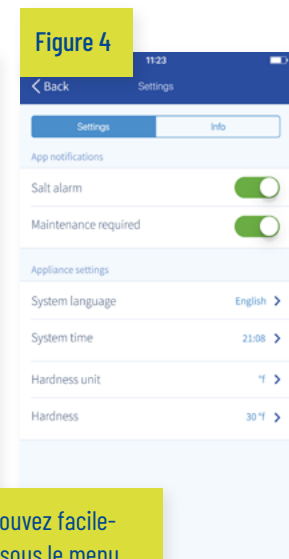 Figure 4
11:23
Back Settings
Settings Info
App notifications
Salt alarm
Maintenance required
Appliance settings
System language English
System time 21:08
Hardness unit °f
Hardness 30 °f
ouvez facile-
sous le menu